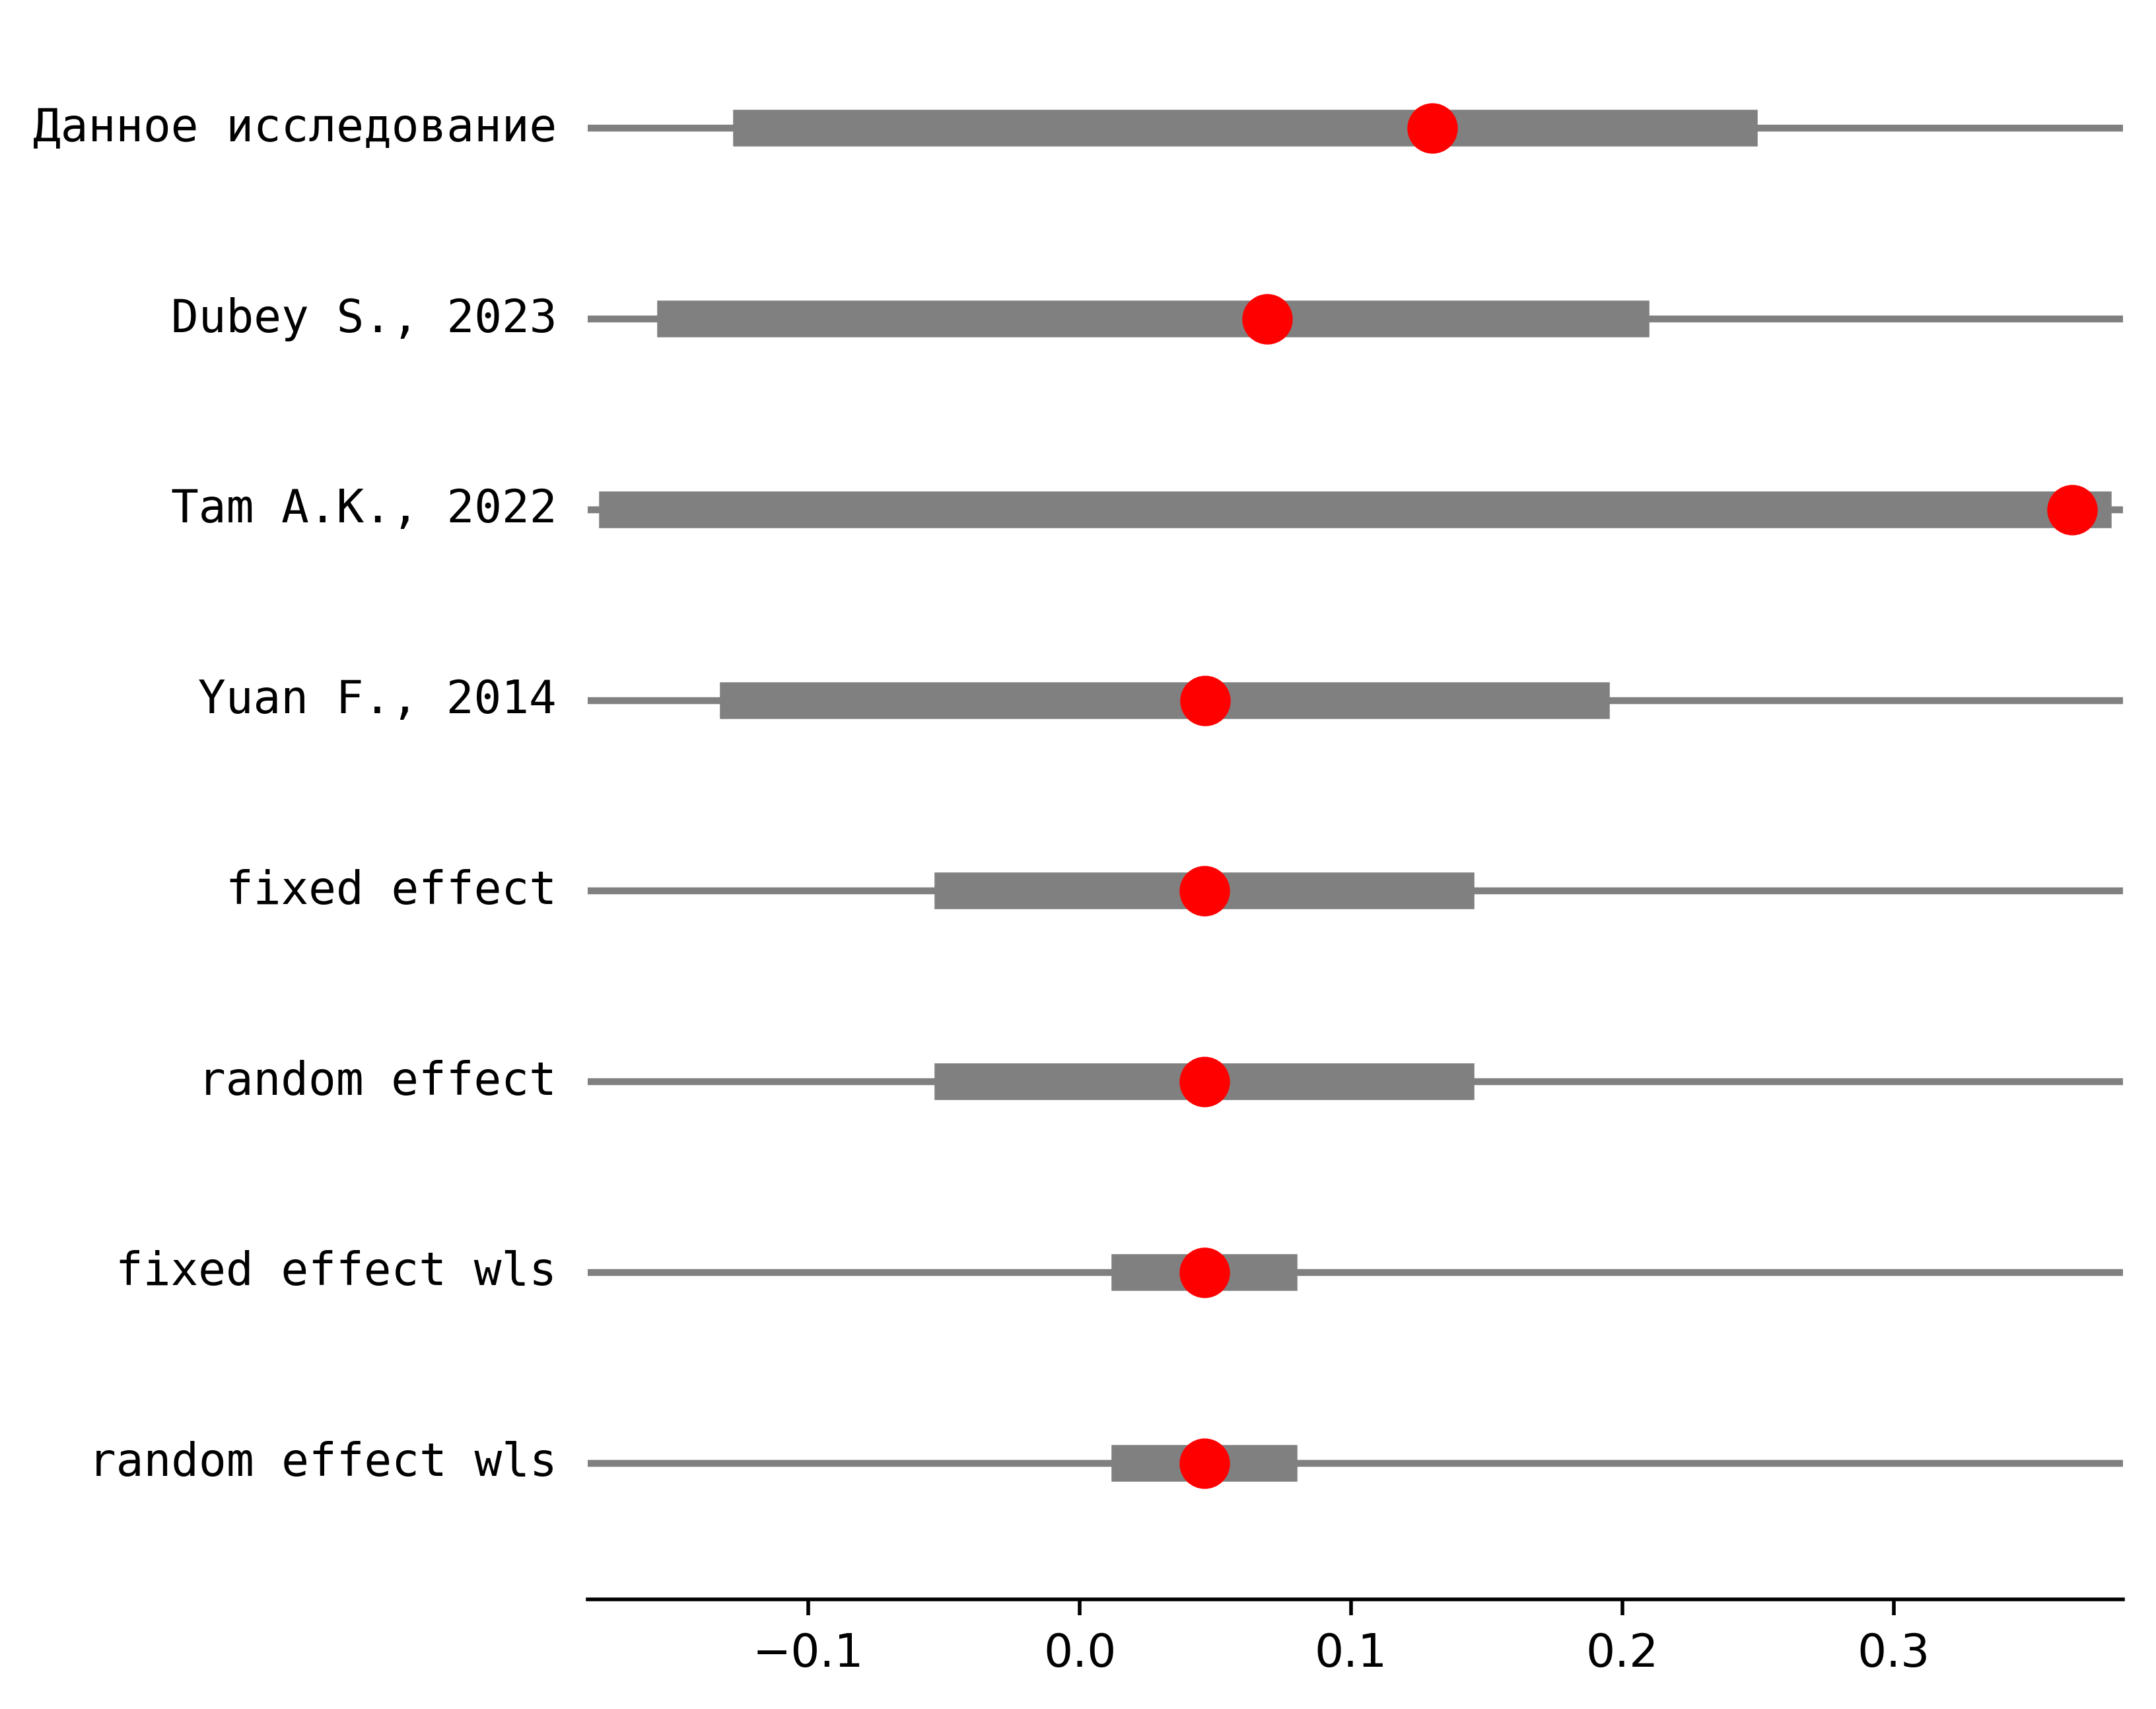 Данное исследование
Dubey S., 2023
Tam A.K., 2022
Yuan F., 2014
fixed effect
random effect
fixed effect wls
random effect wls
−0.1 0.0 0.1 0.2 0.3